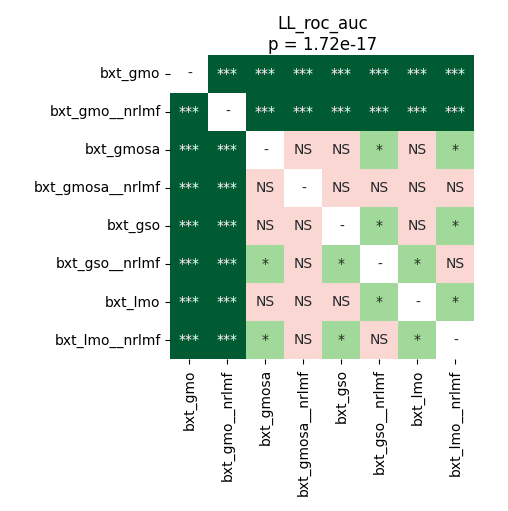 LL_roc_auc
p = 1.72e-17
bxt_gmo - *** *** *** *** *** *** ***
bxt_gmo__nrlmf *** - *** *** *** *** *** ***
bxt_gmosa *** *** - NS NS * NS *
bxt_gmosa__nrlmf *** *** NS - NS NS NS NS
bxt_gso *** *** NS NS - * NS *
bxt_gso__nrlmf *** *** * NS * - * NS
bxt_lmo *** *** NS NS NS * - *
bxt_lmo__nrlmf *** *** * NS * NS * -
bxt_gmo
bxt_gmo__nrlmf
bxt_gmosa
bxt_gmosa__nrlmf
bxt_gso
bxt_gso__nrlmf
bxt_lmo
bxt_lmo__nrlmf